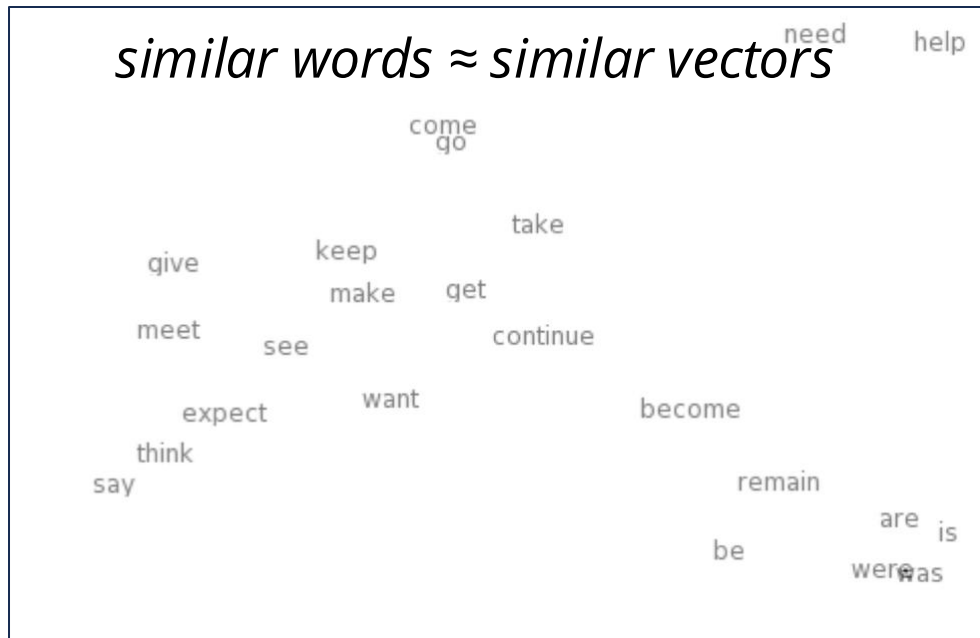 need
help
similar words ≈ similar vectors
come
go
take
keep
give
get
make
meet
continue
see
want
become
expect
think
remain
say
are
is
be
were
was